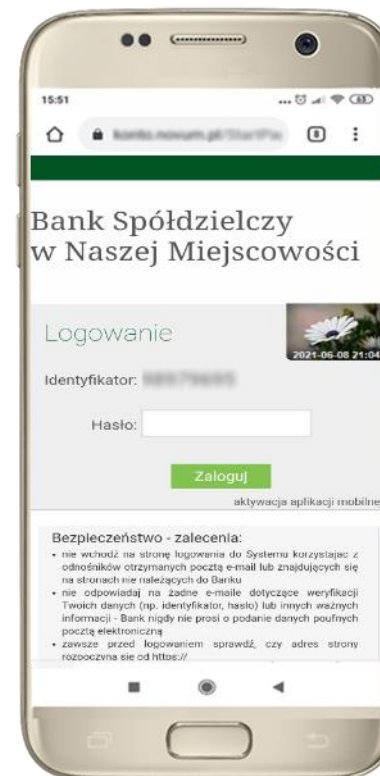 15:51
63
8
Bank Spółdzielczy
w Naszej Miejscowości
Logowanie
2021-06-08 21:04
Identyfikator:
Hasło:
Zaloguj
aktywacja aplikacji mobilne
Bezpieczeństwo - zalecenia:
• nie wchodź na stronę logowania do Systemu korzystając z
odnośników otrzymanych pocztą e-mail lub znajdujących się
na stronach nie należących do Banku
• nie odpowiadaj na żadne e-maile dotyczące weryfikacji
Twoich danych (np. identyfikator, hasło) lub innych ważnych
informacji - Bank nigdy nie prosi o podanie danych poufnych
pocztą elektroniczną
• zawsze przed logowaniem sprawdź, czy adres strony
rozpoczyna się od https://